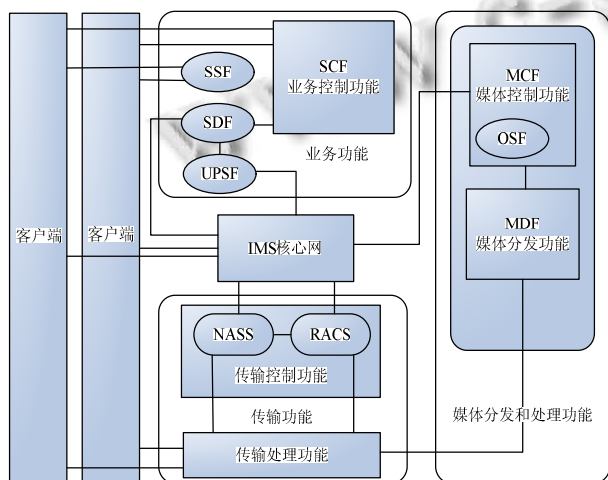 客户端
客户端
SSF
SCF
业务控制功能
SDF
UPSF
业务功能
IMS核心网
NASS
RACS
传输控制功能
传输功能
传输处理功能
MCF
媒体控制功能
OSF
MDF
媒体分发功能
媒体分发和处理功能